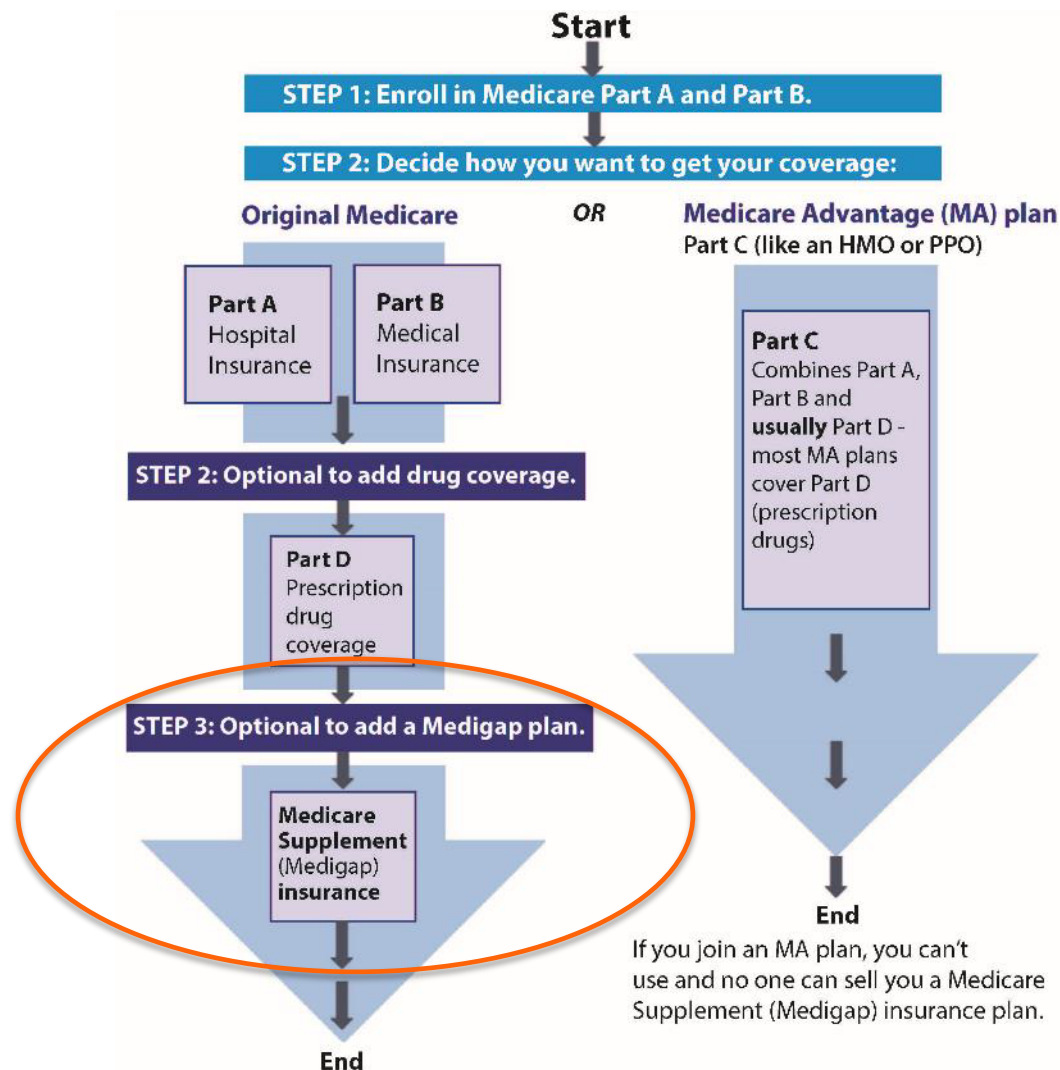 Start
STEP 1: Enroll in Medicare Part A and Part B.
STEP 2: Decide how you want to get your coverage:
Original Medicare
OR
Medicare Advantage (MA) plan
Part C (like an HMO or PPO)
Part A
Hospital
Insurance
Part B
Medical
Insurance
STEP 2: Optional to add drug coverage.
Part D
Prescription
drug
coverage
STEP 3: Optional to add a Medigap plan.
Medicare
Supplement
(Medigap)
insurance
End
Part C
Combines Part A,
Part B and
usually Part D -
most MA plans
cover Part D
(prescription
drugs)
End
If you join an MA plan, you can't
use and no one can sell you a Medicare
Supplement (Medigap) insurance plan.